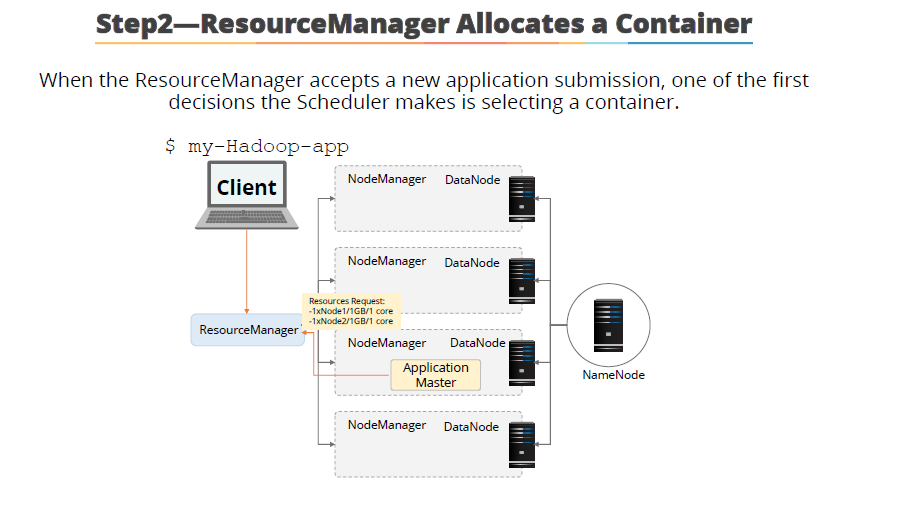 Step2—ResourceManager Allocates a Container
When the ResourceManager accepts a new application submission, one of the first
decisions the Scheduler makes is selecting a container.
$ my-Hadoop-app
Client
NodeManager DataNode
NodeManager DataNode
Resources Request:
-1xNode1/1GB/1 core
-1xNode2/1GB/1 core
ResourceManager
NodeManager DataNode
Application
Master
NameNode
NodeManager DataNode